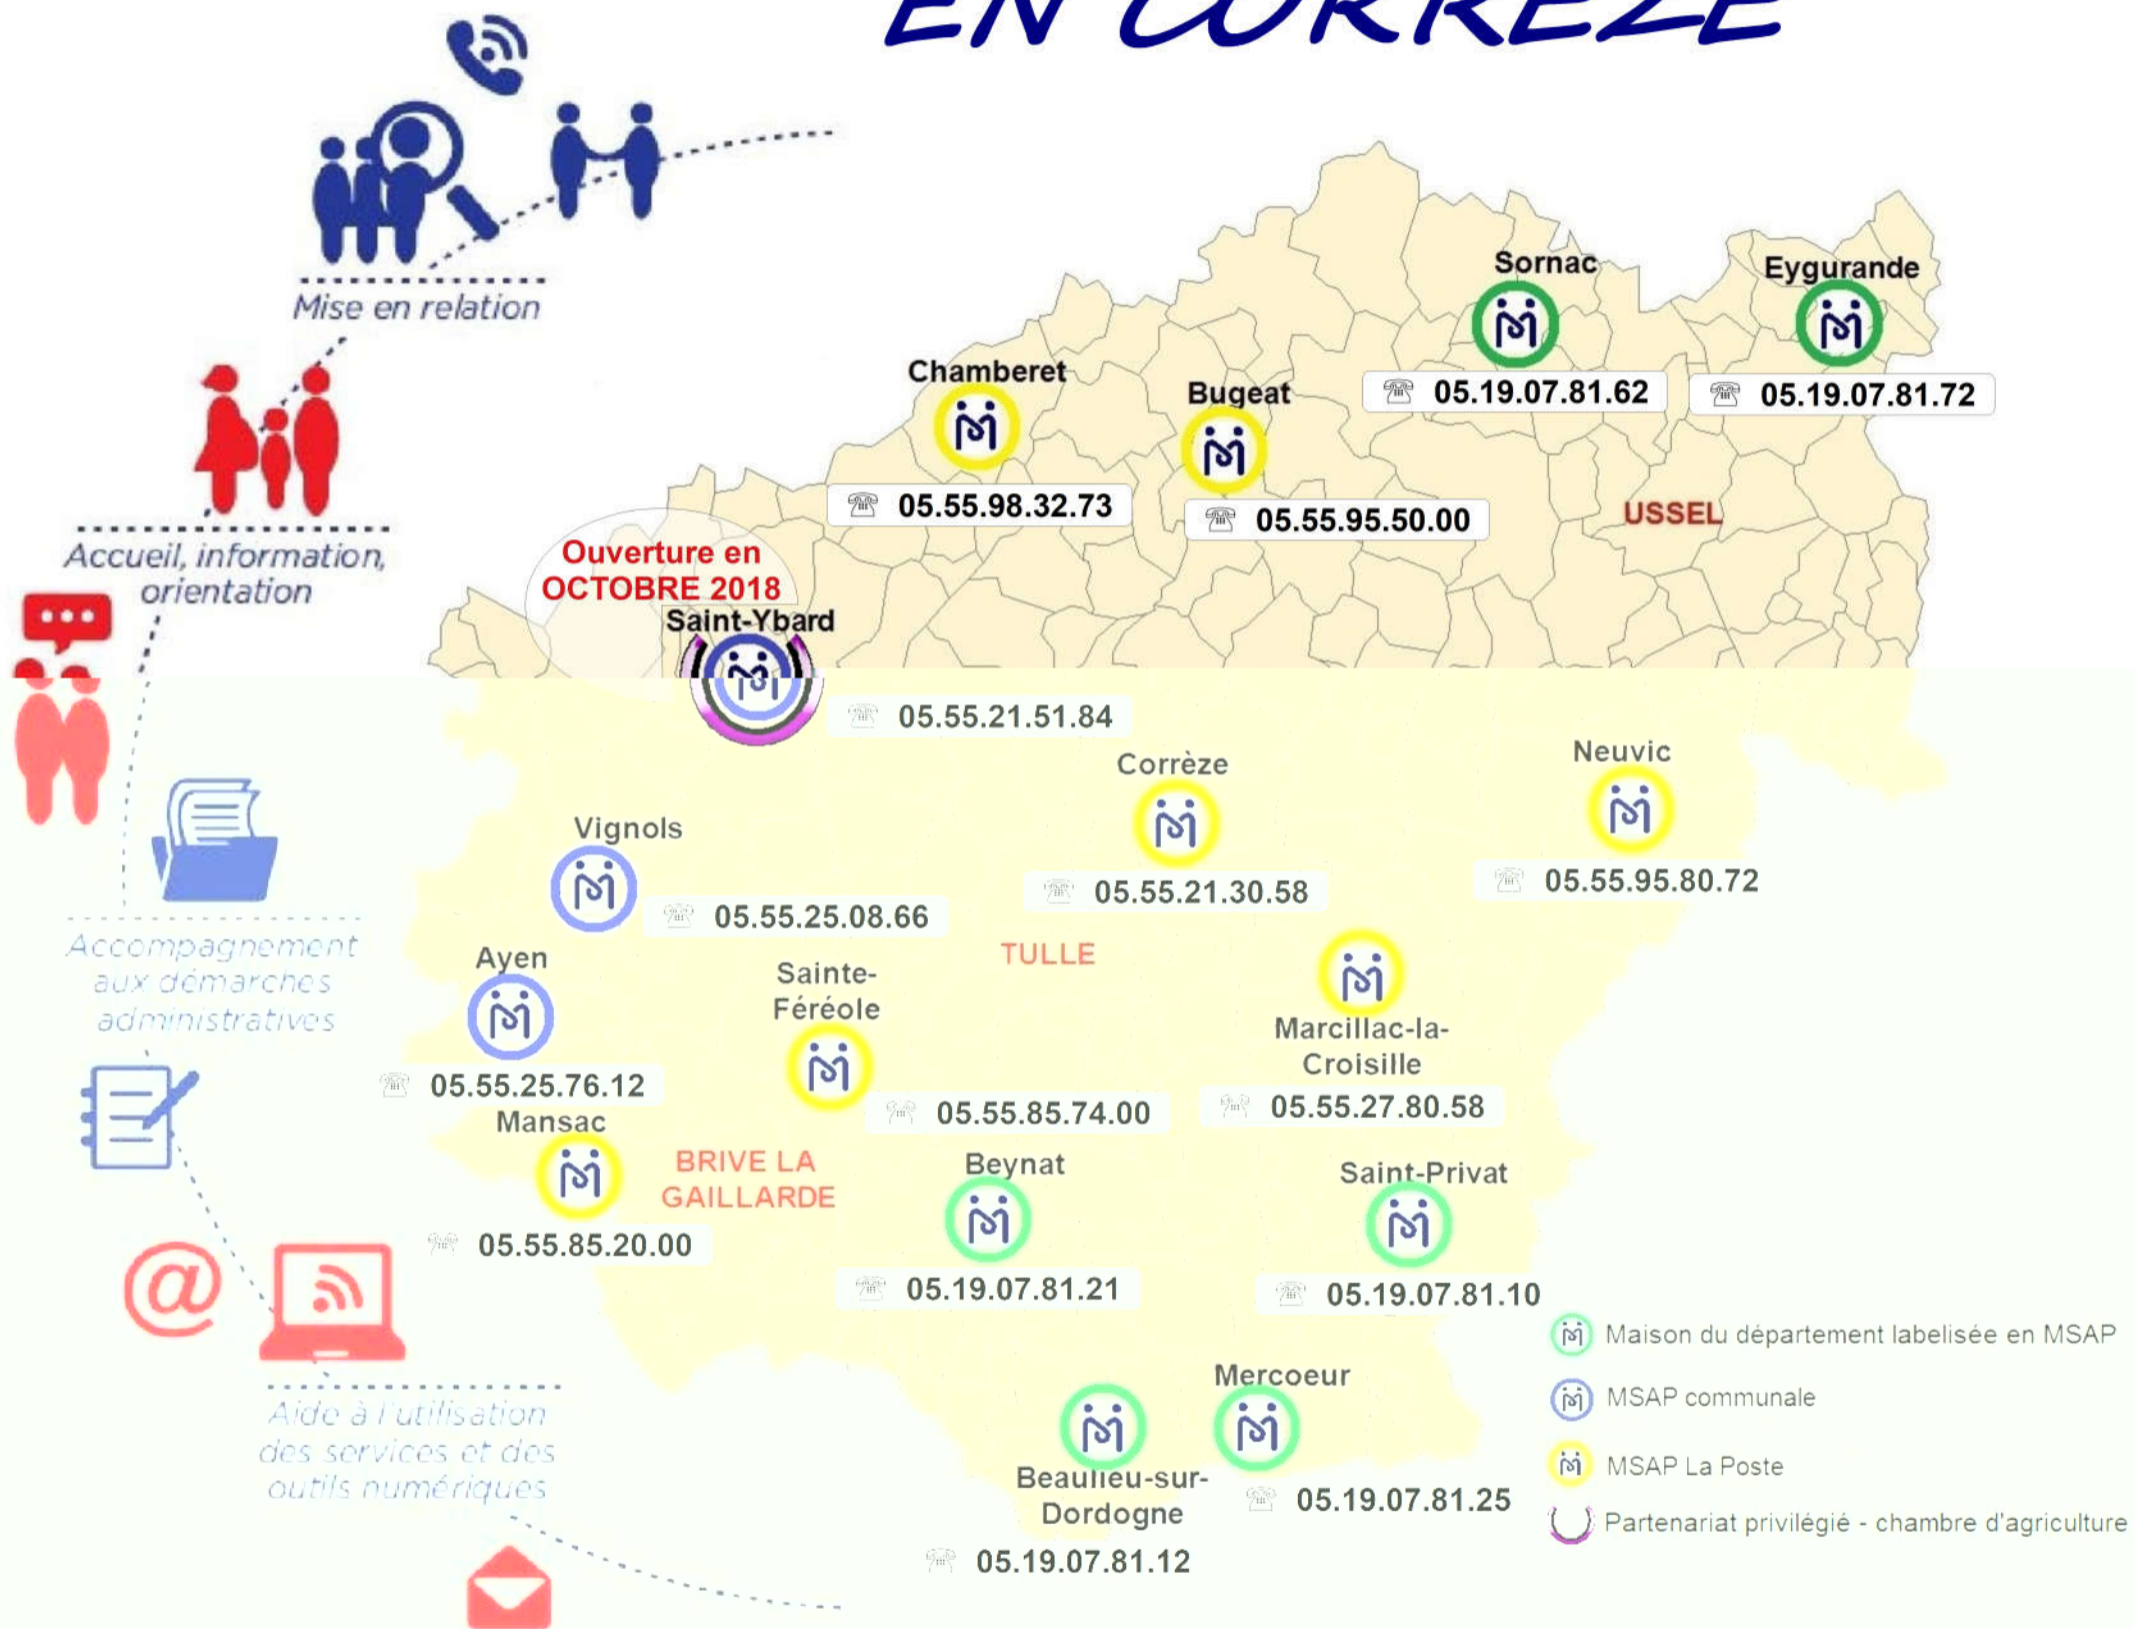 EN CORRÈZE
Mise en relation
Accueil, information,
orientation
Accompagnement
aux démarches
administratives
Aide à l'utilisation
des services et des
outils numériques
Sornac
05.19.07.81.62
Eygurande
05.19.07.81.72
Chamberet
05.55.98.32.73
Bugeat
05.55.95.50.00
USSEL
Ouverture en
OCTOBRE 2018
Saint-Ybard
05.55.21.51.84
Corrèze
05.55.21.30.58
Neuvic
05.55.95.80.72
Vignols
05.55.25.08.66
TULLE
Ayen
05.55.25.76.12
Sainte-
Féréole
05.55.85.74.00
Marcillac-la-
Croisille
05.55.27.80.58
Mansac
05.55.85.20.00
BRIVE LA
GAILLARDE
Beynat
05.19.07.81.21
Saint-Privat
05.19.07.81.10
Mercoeur
05.19.07.81.25
Beaulieu-sur-
Dordogne
05.19.07.81.12
Maison du département labelisée en MSAP
MSAP communale
MSAP La Poste
Partenariat privilégié - chambre d'agriculture